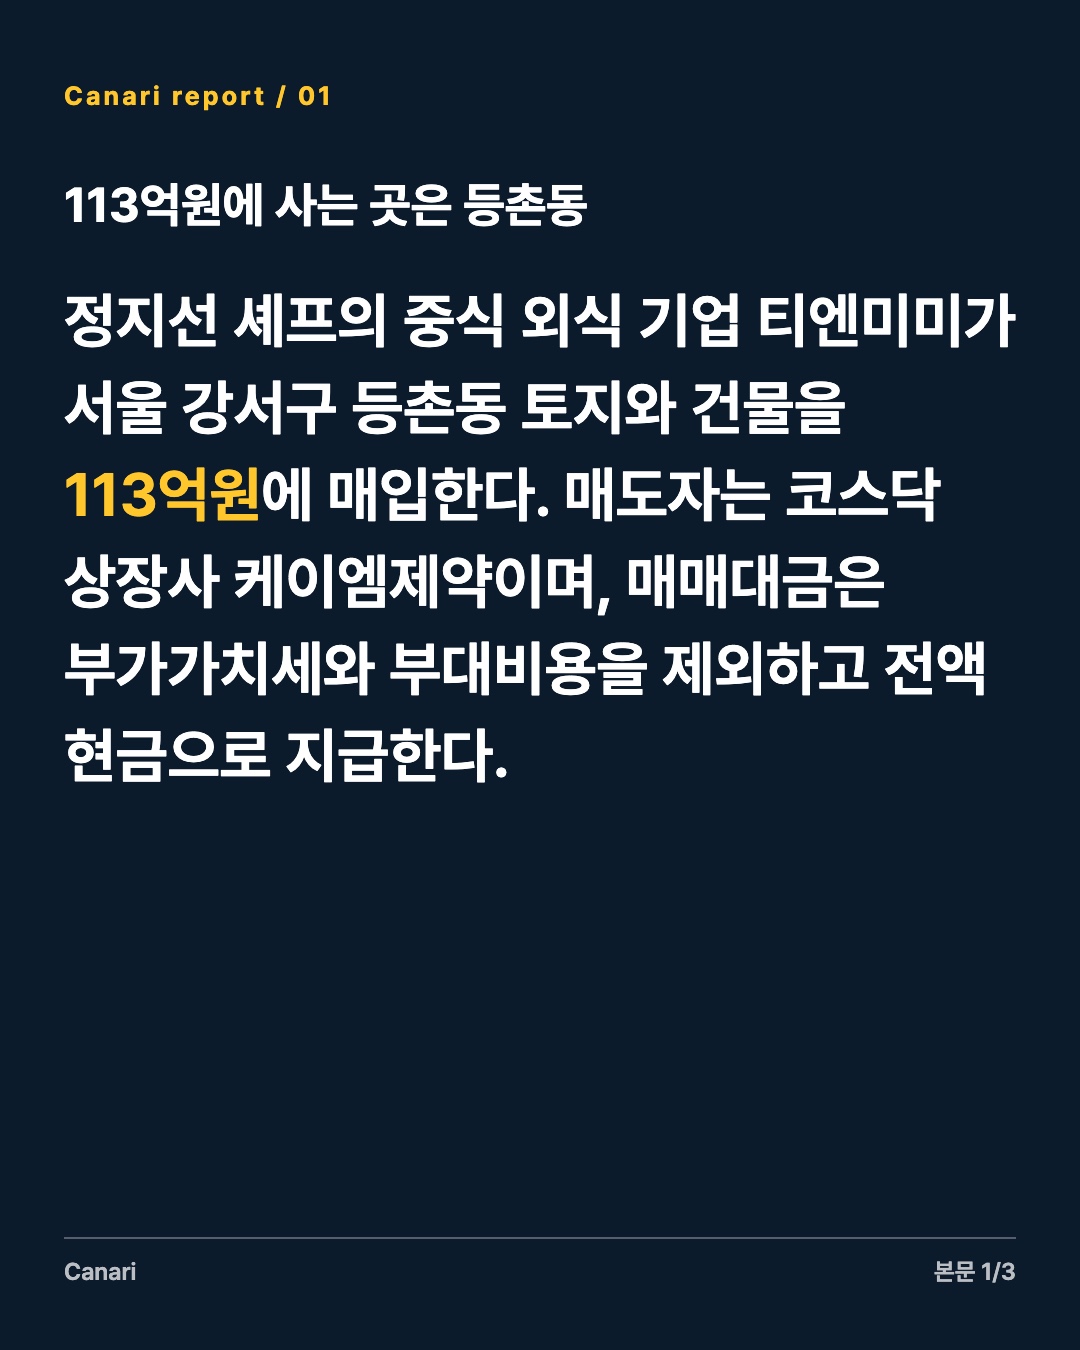 Canari report / 01
113억원에 사는 곳은 등촌동
정지선 셰프의 중식 외식 기업 티엔미미가
서울 강서구 등촌동 토지와 건물을
113억원에 매입한다. 매도자는 코스닥
상장사 케이엠제약이며, 매매대금은
부가가치세와 부대비용을 제외하고 전액
현금으로 지급한다.
Canari
본문 1/3